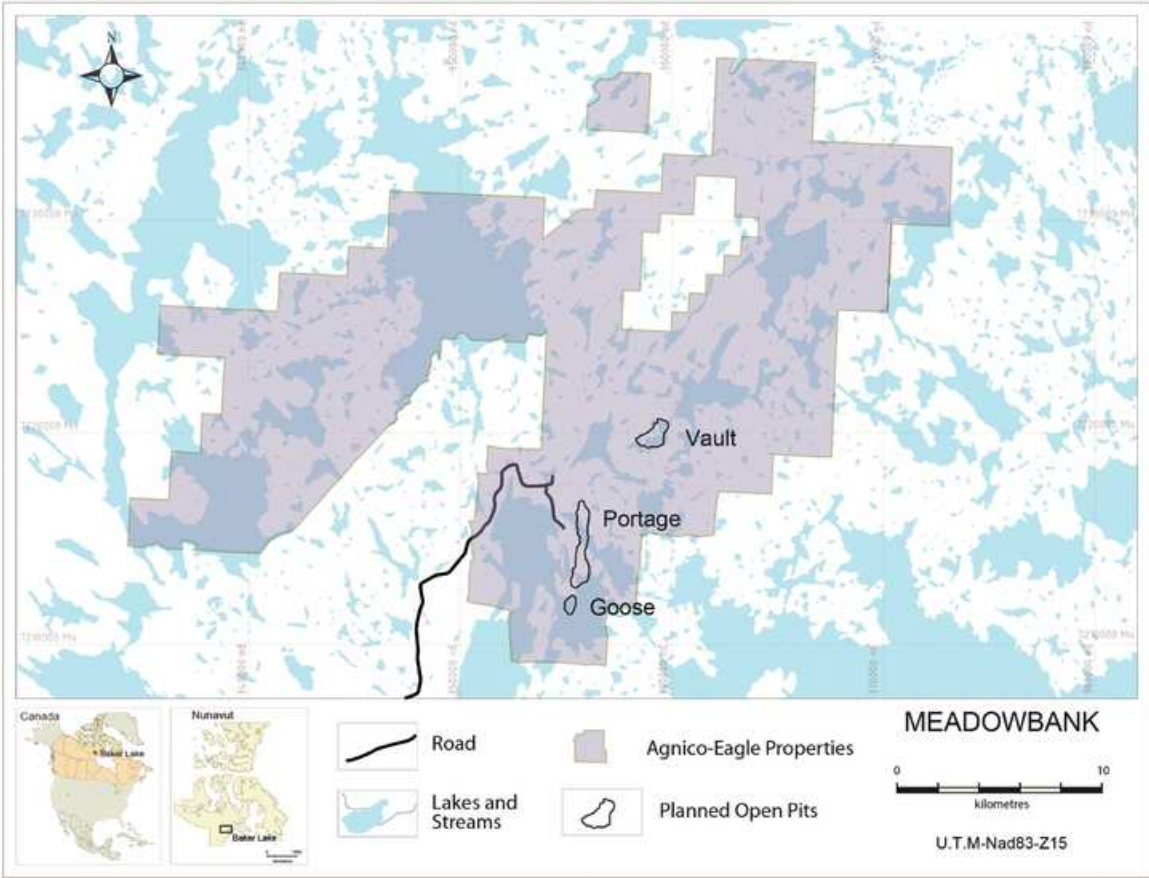 N
Vault
Portage
Goose
Canada
Baker Lake
Nunavut
Baker Lake
Road
Lakes and
Streams
Agnico-Eagle Properties
Planned Open Pits
MEADOWBANK
0 10
kilometres
U.T.M-Nad83-Z15